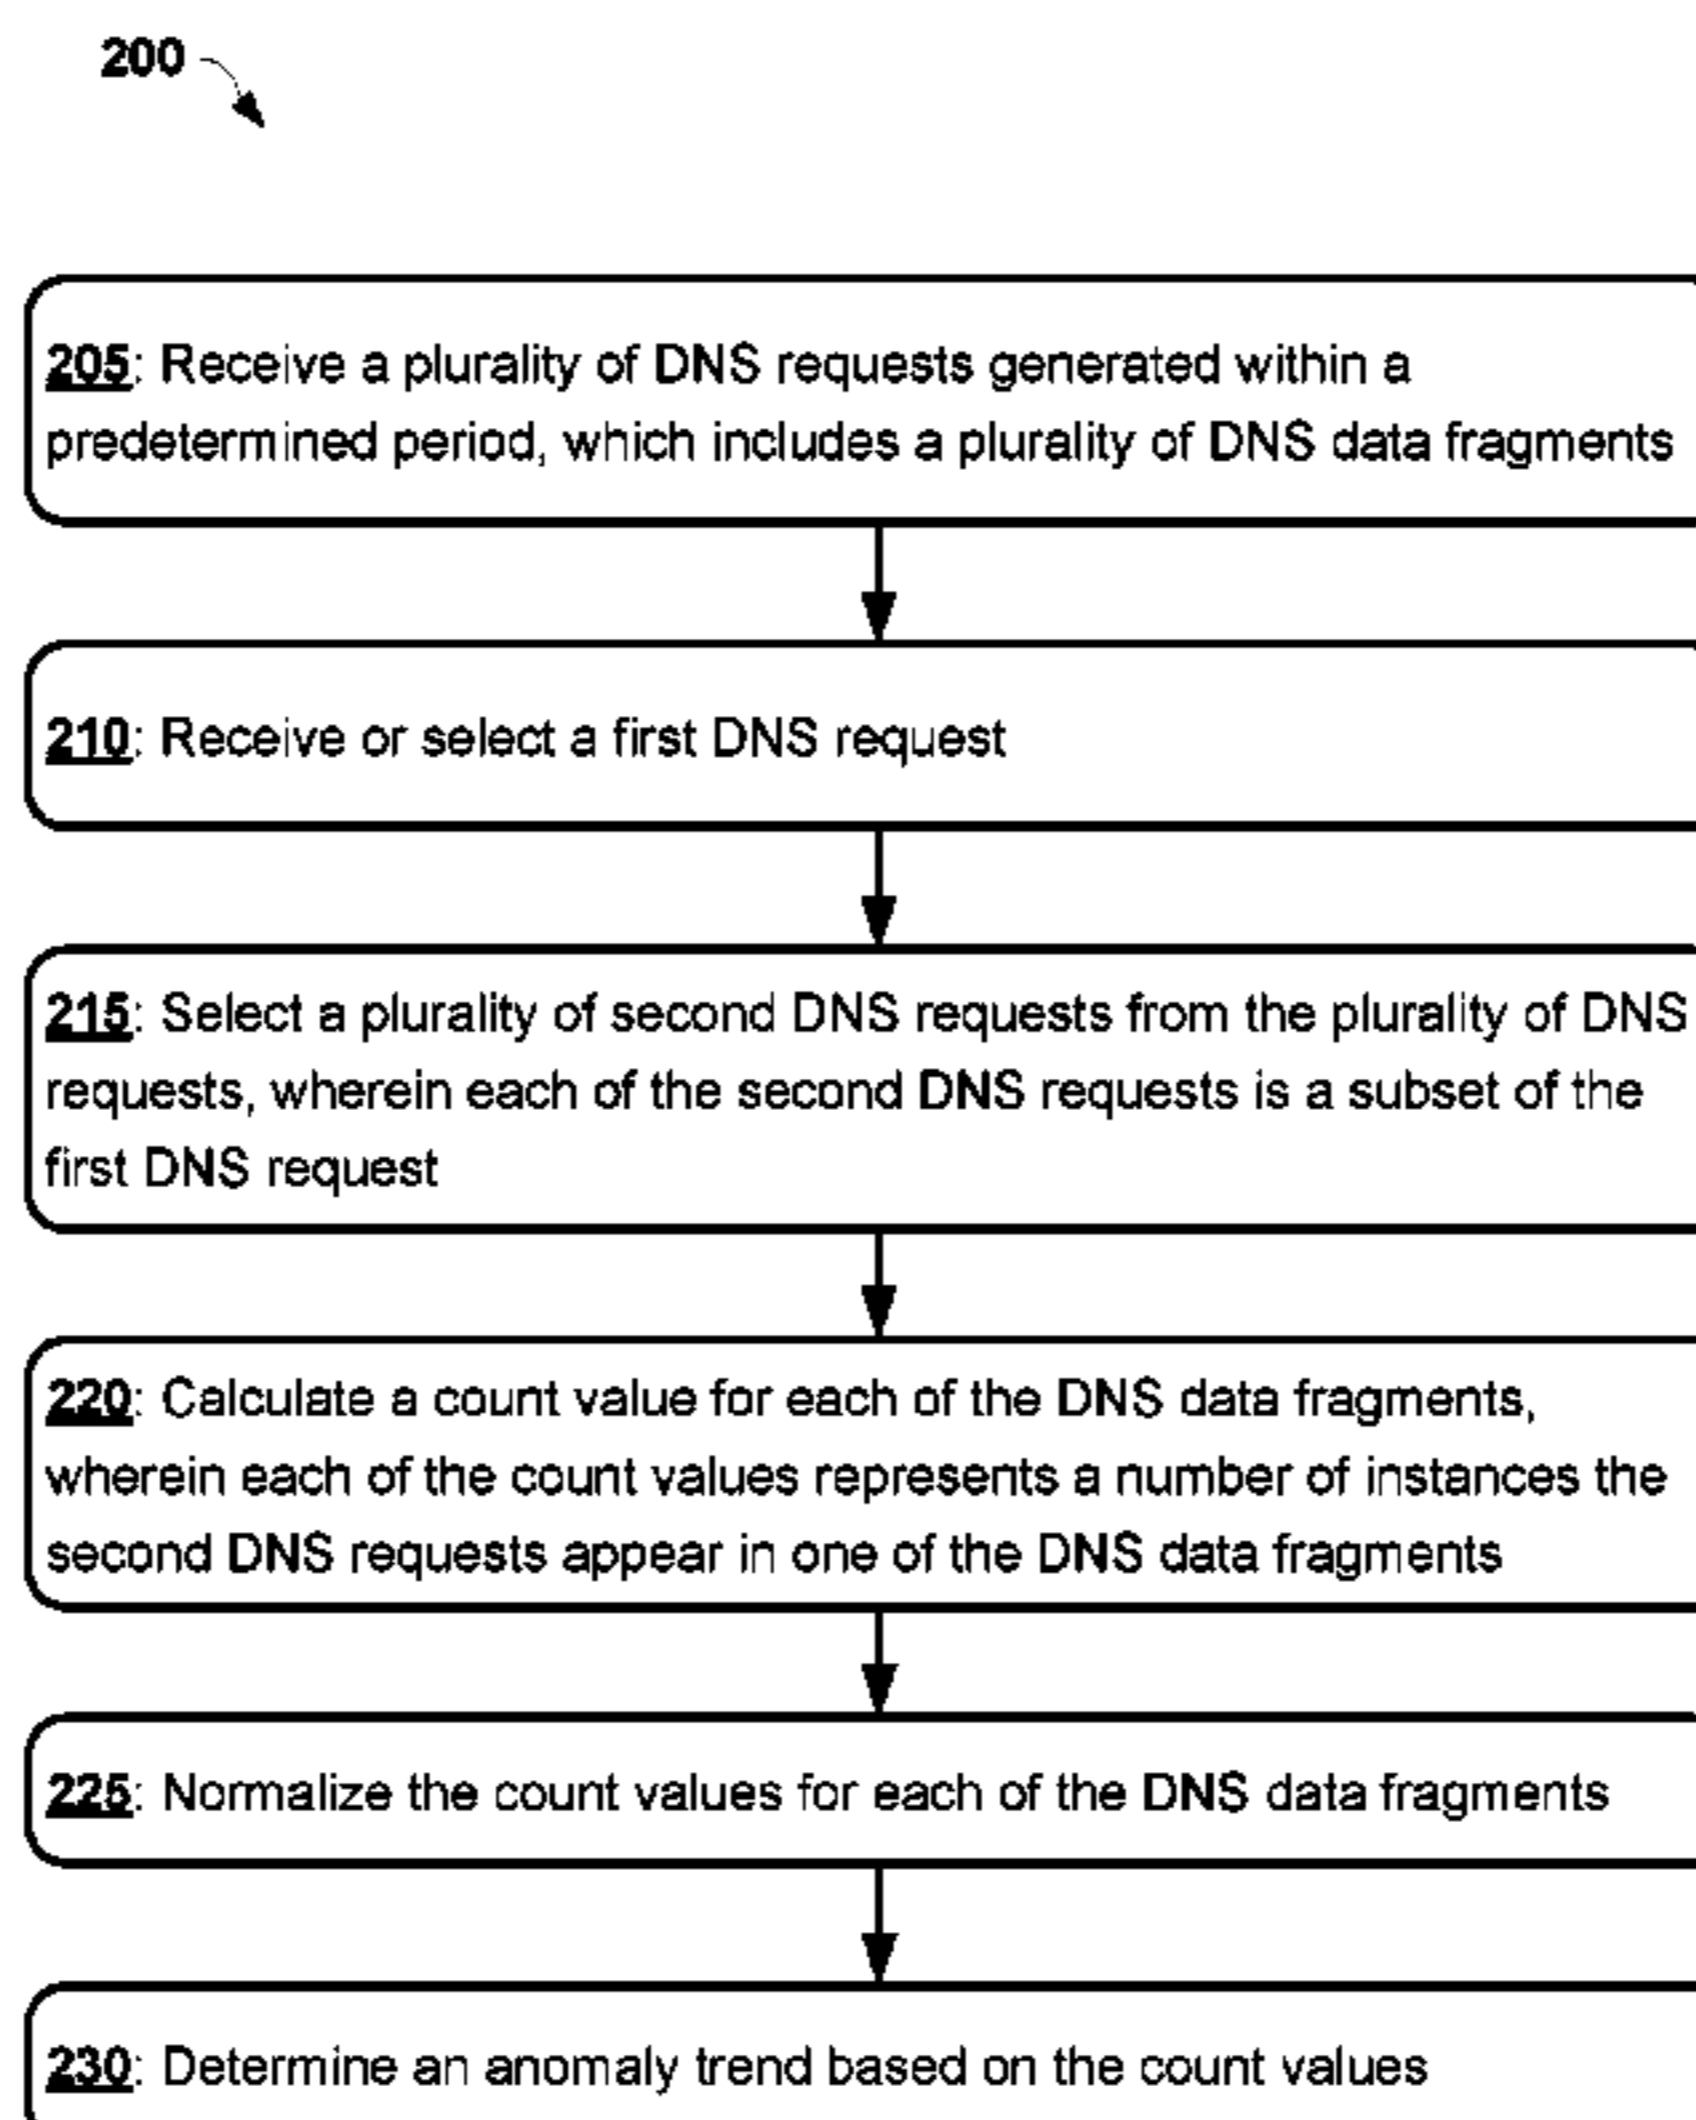 200
205: Receive a plurality of DNS requests generated within a
predetermined period, which includes a plurality of DNS data fragments
210: Receive or select a first DNS request
215: Select a plurality of second DNS requests from the plurality of DNS
requests, wherein each of the second DNS requests is a subset of the
first DNS request
220: Calculate a count value for each of the DNS data fragments,
wherein each of the count values represents a number of instances the
second DNS requests appear in one of the DNS data fragments
225: Normalize the count values for each of the DNS data fragments
230: Determine an anomaly trend based on the count values